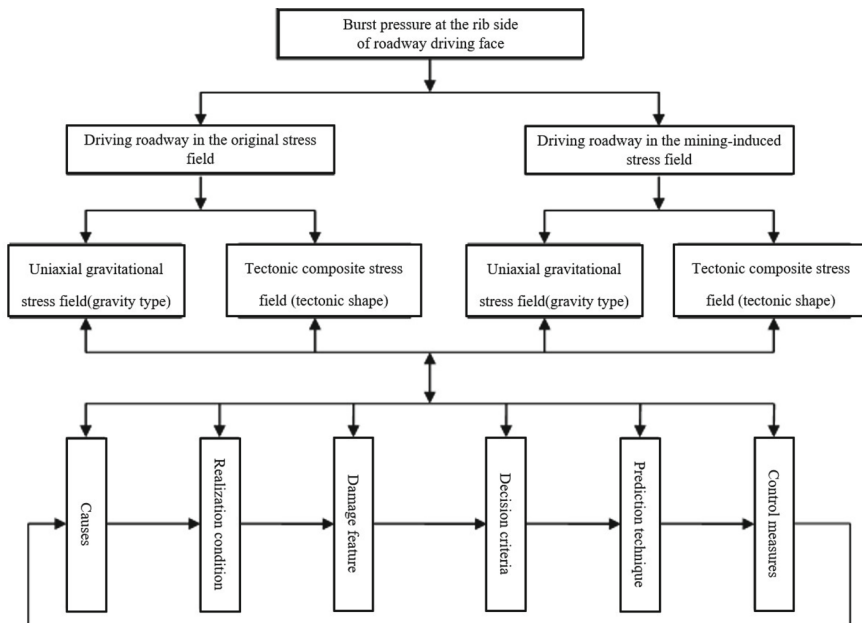 Burst pressure at the rib side
of roadway driving face
Driving roadway in the original stress
field
Driving roadway in the mining-induced
stress field
Uniaxial gravitational
stress field(gravity type)
Tectonic composite stress
field (tectonic shape)
Uniaxial gravitational
stress field(gravity type)
Tectonic composite stress
field (tectonic shape)
Causes
Realization condition
Damage feature
Decision criteria
Prediction technique
Control measures